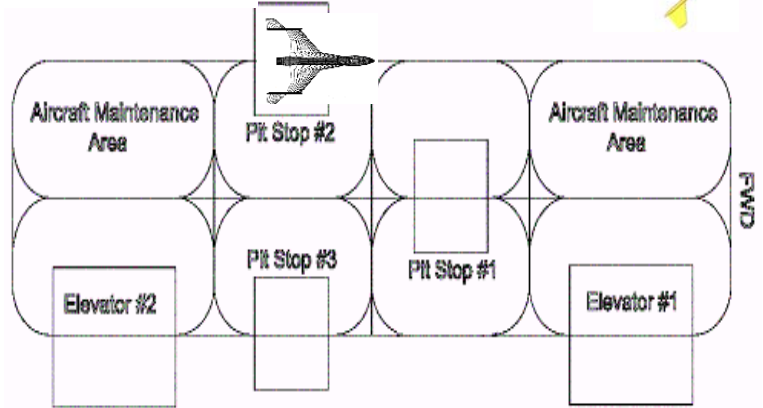 Aircraft Maintenance
Area
Pit Stop #2
Aircraft Maintenance
Area
FWD
Pit Stop #3
Pit Stop #1
Elevator #2
Elevator #1